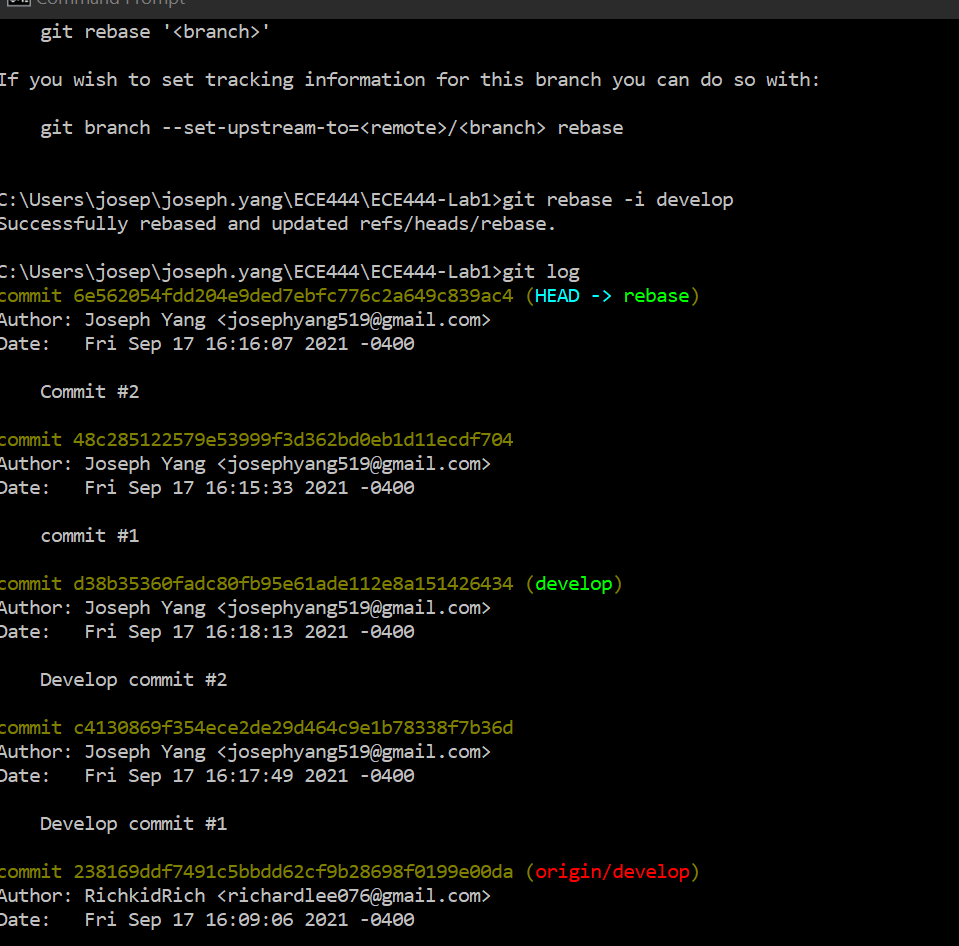 Command Prompt
git rebase '<branch>'
If you wish to set tracking information for this branch you can do so with:
git branch --set-upstream-to=<remote>/<branch> rebase
C:\Users\josep\joseph.yang\ECE444\ECE444-Lab1>git rebase -i develop
Successfully rebased and updated refs/heads/rebase.
C:\Users\josep\joseph.yang\ECE444\ECE444-Lab1>git log
commit 6e562054fdd204e9ded7ebfc776c2a649c839ac4 (HEAD -> rebase)
Author: Joseph Yang <josephyang519@gmail.com>
Date:   Fri Sep 17 16:16:07 2021 -0400
Commit #2
commit 48c285122579e53999f3d362bd0eb1d11ecdf704
Author: Joseph Yang <josephyang519@gmail.com>
Date:   Fri Sep 17 16:15:33 2021 -0400
commit #1
commit d38b35360fadc80fb95e61ade112e8a151426434 (develop)
Author: Joseph Yang <josephyang519@gmail.com>
Date:   Fri Sep 17 16:18:13 2021 -0400
Develop commit #2
commit c4130869f354ece2de29d464c9e1b78338f7b36d
Author: Joseph Yang <josephyang519@gmail.com>
Date:   Fri Sep 17 16:17:49 2021 -0400
Develop commit #1
commit 238169ddf7491c5bbdd62cf9b28698f0199e00da (origin/develop)
Author: RichkidRich <richardlee076@gmail.com>
Date:   Fri Sep 17 16:09:06 2021 -0400